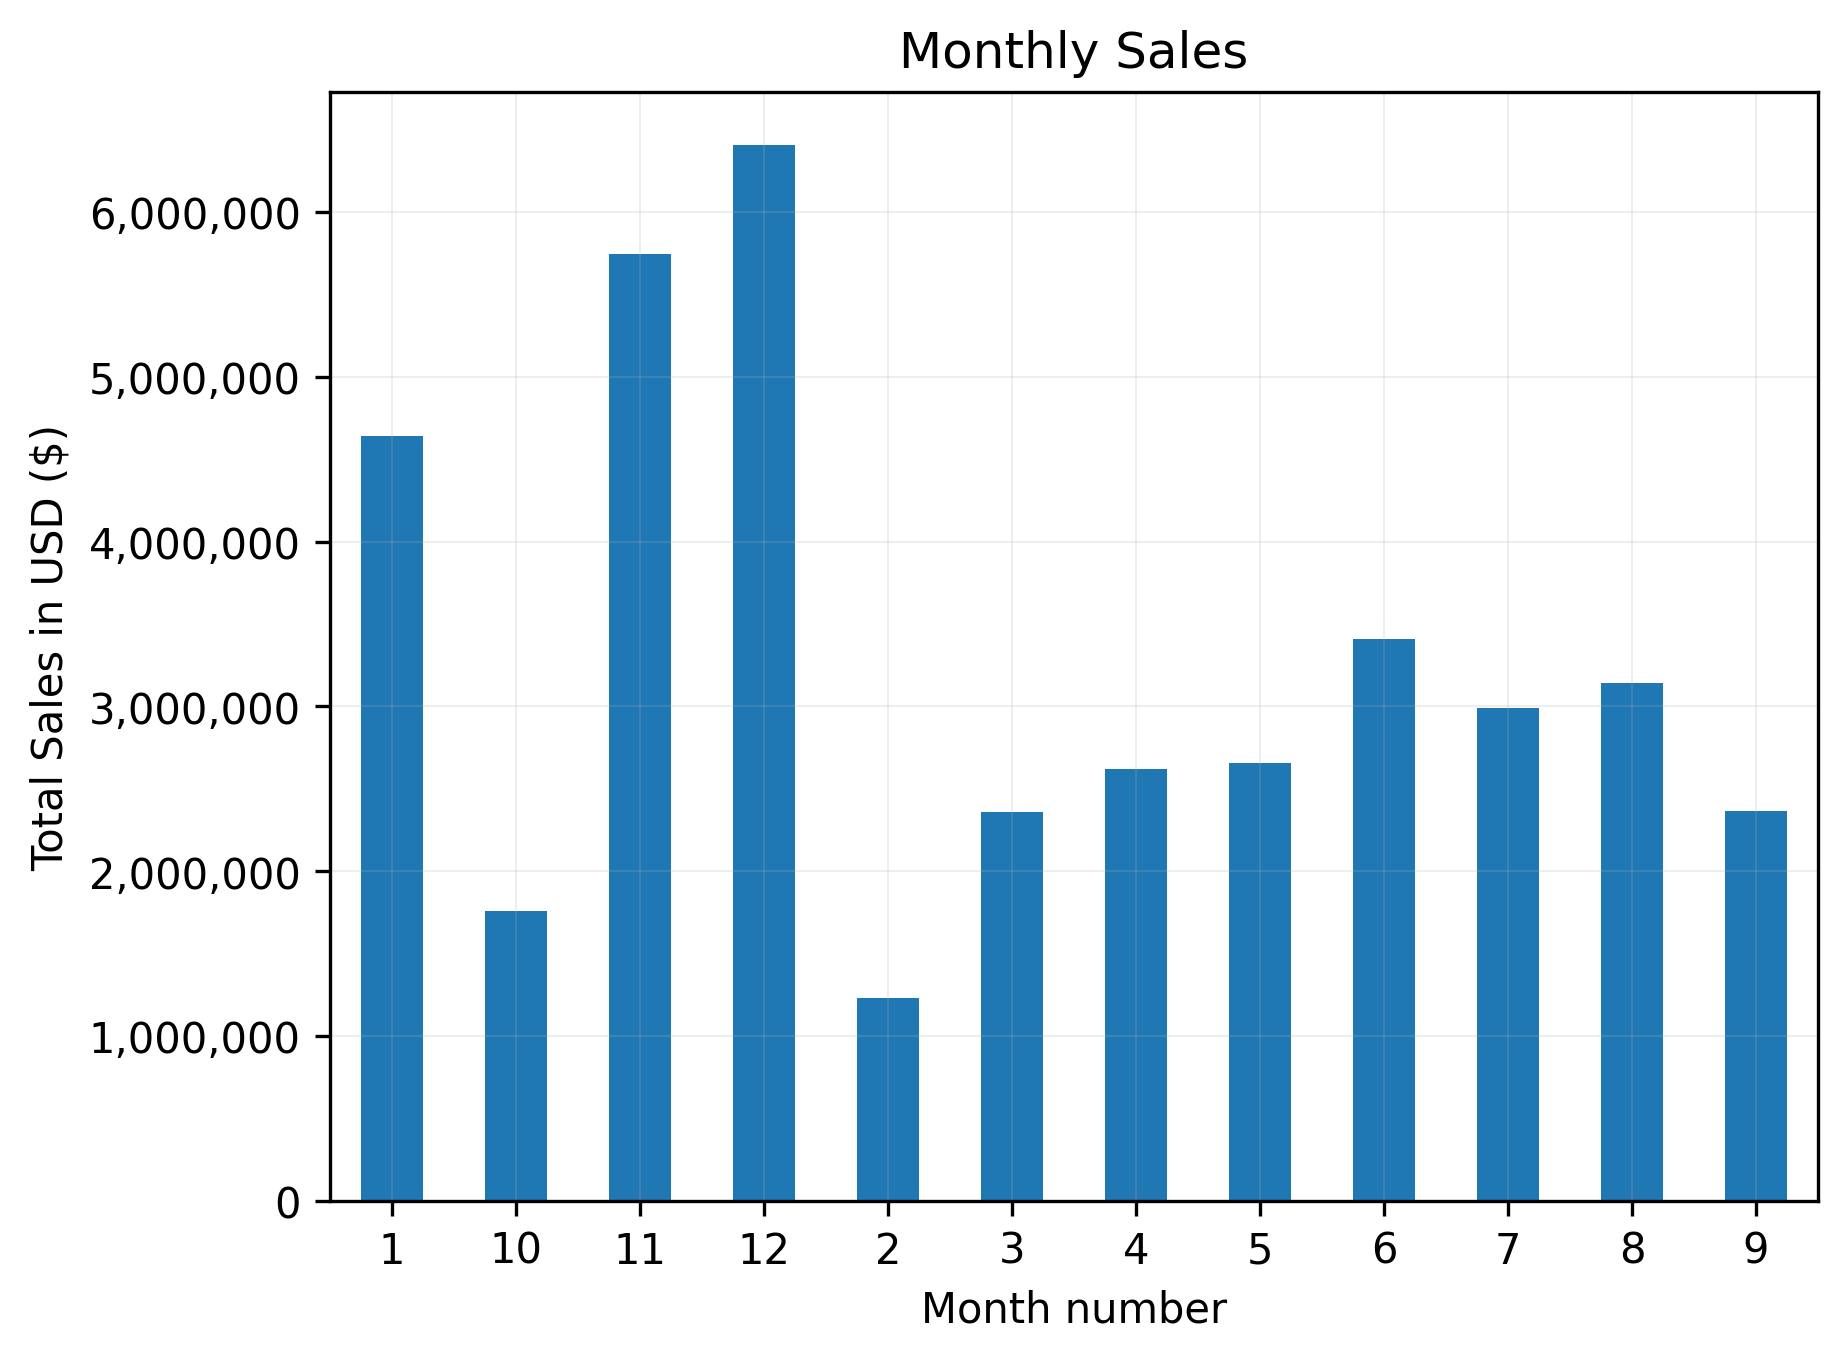 Monthly Sales
Total Sales in USD ($)
6,000,000
5,000,000
4,000,000
3,000,000
2,000,000
1,000,000
0
1 10 11 12 2 3 4 5 6 7 8 9
Month number